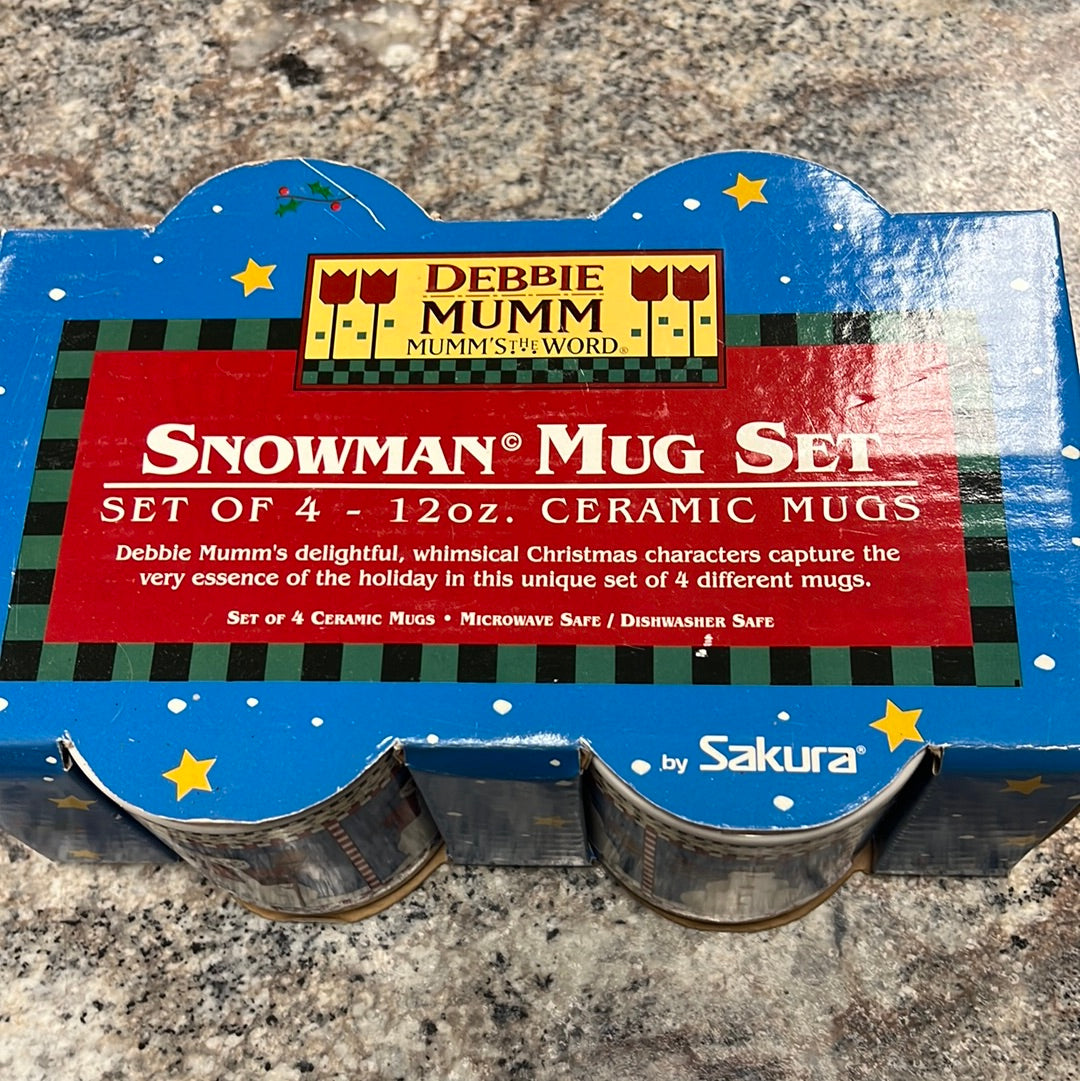 DEBBIE
MUMM
MUMM'S THE WORD®
SNOWMAN© MUG SET
SET OF 4 - 12oz. CERAMIC MUGS
Debbie Mumm's delightful, whimsical Christmas characters capture the
very essence of the holiday in this unique set of 4 different mugs.
SET OF 4 CERAMIC MUGS • MICROWAVE SAFE / DISHWASHER SAFE
by Sakura®